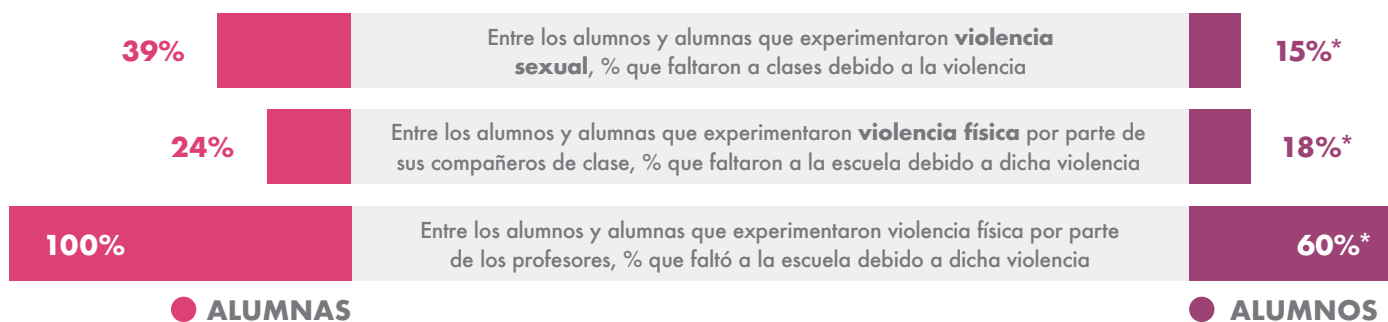 39%
Entre los alumnos y alumnas que experimentaron violencia
sexual, % que faltaron a clases debido a la violencia
15%*
24%
Entre los alumnos y alumnas que experimentaron violencia física por parte de
sus compañeros de clase, % que faltaron a la escuela debido a dicha violencia
18%*
100%
Entre los alumnos y alumnas que experimentaron violencia física por parte
de los profesores, % que faltó a la escuela debido a dicha violencia
60%*
ALUMNAS
ALUMNOS